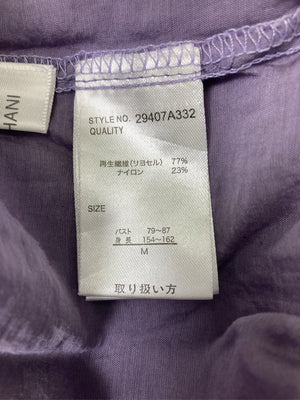 HANI
STYLE NO. 29407A332
QUALITY
再生繊維(リヨセル) 77%
ナイロン 23%
SIZE
バスト 79~87
身 長 154~162
M
取り扱い方